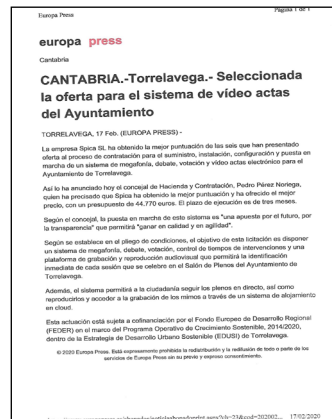 Europa Press
Página 1 de 1
europa press
Cantabria
CANTABRIA.-Torrelavega.- Seleccionada
la oferta para el sistema de vídeo actas
del Ayuntamiento
TORRELAVEGA, 17 Feb. (EUROPA PRESS) -
La empresa Spica SL ha obtenido la mejor puntuación de las seis que han presentado
oferta al proceso de contratación para el suministro, instalación, configuración y puesta en
marcha de un sistema de megafonía, debate, votación y vídeo actas electrónico para el
Ayuntamiento de Torrelavega.
Así lo ha anunciado hoy el concejal de Hacienda y Contratación, Pedro Pérez Noriega,
quien ha precisado que Spica ha obtenido la mejor puntuación y ha ofrecido el mejor
precio, con un presupuesto de 44.770 euros. El plazo de ejecución es de tres meses.
Según el concejal, la puesta en marcha de este sistema es "una apuesta por el futuro, por
la transparencia" que permitirá "ganar en calidad y en agilidad".
Según se establece en el pliego de condiciones, el objetivo de esta licitación es disponer
un sistema de megafonía, debate, votación, control de tiempos de intervenciones y una
plataforma de grabación y reproducción audiovisual que permitirá la identificación
inmediata de cada sesión que se celebre en el Salón de Plenos del Ayuntamiento de
Torrelavega.
Además, el sistema permitirá a la ciudadanía seguir los plenos en directo, así como
reproducirlos y acceder a la grabación de los mimos a través de un sistema de alojamiento
en cloud.
Esta actuación está sujeta a cofinanciación por el Fondo Europeo de Desarrollo Regional
(FEDER) en el marco del Programa Operativo de Crecimiento Sostenible, 2014/2020,
dentro de la Estrategia de Desarrollo Urbano Sostenible (EDUSI) de Torrelavega.
© 2020 Europa Press. Está expresamente prohibida la redistribución y la redifusión de todo o parte de los
servicios de Europa Press sin su previo y expreso consentimiento.
17/02/2020